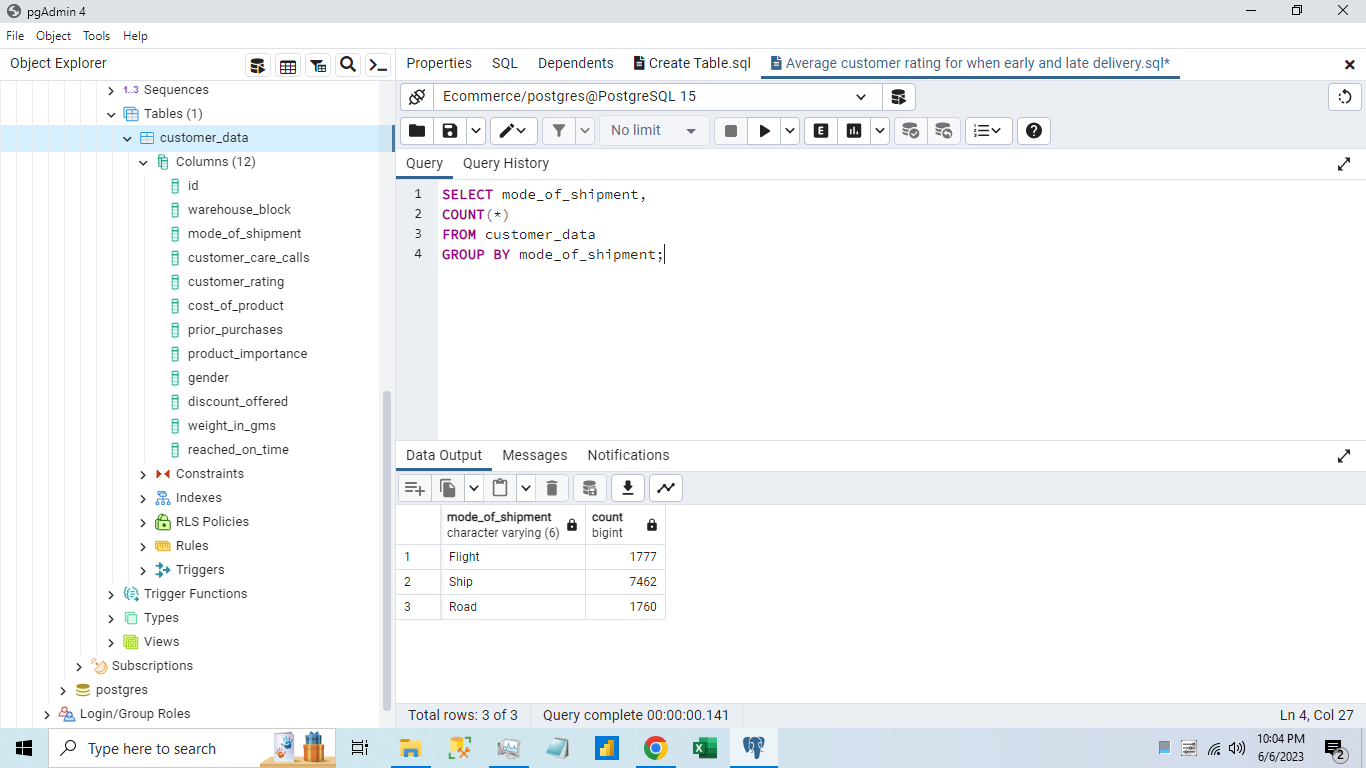 pgAdmin 4
File Object Tools Help
Object Explorer
Properties SQL Dependents Create Table.sql Average customer rating for when early and late delivery.sql*
1..3 Sequences
Tables (1)
customer_data
Columns (12)
id
warehouse_block
mode_of_shipment
customer_care_calls
customer_rating
cost_of_product
prior_purchases
product_importance
gender
discount_offered
weight_in_gms
reached_on_time
Constraints
Indexes
RLS Policies
Rules
Triggers
Trigger Functions
Types
Views
Subscriptions
postgres
Login/Group Roles
Ecommerce/postgres@PostgreSQL 15
No limit
E
Query Query History
1 SELECT mode_of_shipment,
2 COUNT(*)
3 FROM customer_data
4 GROUP BY mode_of_shipment;
Data Output Messages Notifications
mode_of_shipment count
character varying (6) bigint
1 Flight 1777
2 Ship 7462
3 Road 1760
Total rows: 3 of 3 Query complete 00:00:00.141 Ln 4, Col 27
Type here to search
10:04 PM
6/6/2023
2